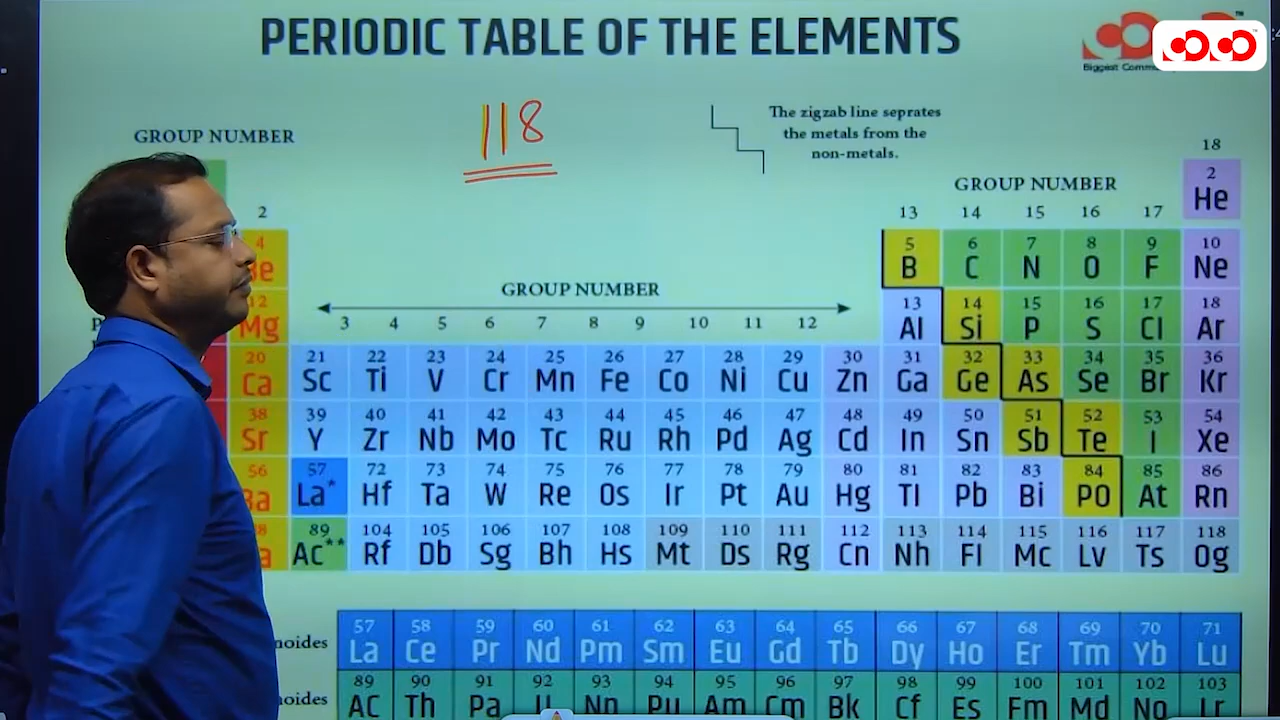 PERIODIC TABLE OF THE ELEMENTS
Biggest
118
The zigzab line seprates
the metals from the
non-metals.
GROUP NUMBER
18
GROUP NUMBER
2 13 14 15 16 17
2
He
4 5 6 7 8 9 10
Be B C N O F Ne
GROUP NUMBER
3 4 5 6 7 8 9 10 11 12
12 13 14 15 16 17 18
Mg Al Si P S Cl Ar
20 21 22 23 24 25 26 27 28 29 30 31 32 33 34 35 36
Ca Sc Ti V Cr Mn Fe Co Ni Cu Zn Ga Ge As Se Br Kr
38 39 40 41 42 43 44 45 46 47 48 49 50 51 52 53 54
Sr Y Zr Nb Mo Tc Ru Rh Pd Ag Cd In Sn Sb Te I Xe
56 57 72 73 74 75 76 77 78 79 80 81 82 83 84 85 86
Ba La* Hf Ta W Re Os Ir Pt Au Hg Tl Pb Bi PO At Rn
89 104 105 106 107 108 109 110 111 112 113 114 115 116 117 118
Ac** Rf Db Sg Bh Hs Mt Ds Rg Cn Nh Fl Mc Lv Ts Og
57 58 59 60 61 62 63 64 65 66 67 68 69 70 71
noides La Ce Pr Nd Pm Sm Eu Gd Tb Dy Ho Er Tm Yb Lu
89 90 91 92 93 94 95 96 97 98 99 100 101 102 103
noides AC Th Pa U Np Pu Am Cm Bk Cf Es Fm Md No Lr